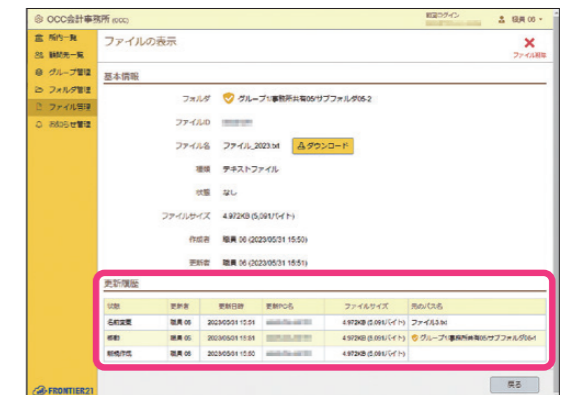 OCC会計事務所 (OCC)
職員 06
所内一覧
顧問先一覧
グループ管理
フォルダ管理
ファイル管理
お知らせ管理
ファイルの表示
ファイル削除
基本情報
フォルダ グループ1/事務所共有05/サブフォルダ05-2
ファイルID
ファイル名 ファイル_2023.txt ダウンロード
種類 テキストファイル
状態 なし
ファイルサイズ 4.972KB (5,091バイト)
作成者 職員 06 (2023/05/31 15:50)
更新者 職員 06 (2023/05/31 15:51)
更新履歴
状態 更新者 更新日時 更新PC名 ファイルサイズ 元のパス名
名前変更 職員 06 2023/05/31 15:51 4.972KB (5,091バイト) ファイル3.txt
移動 職員 06 2023/05/31 15:51 4.972KB (5,091バイト) グループ1/事務所共有05/サブフォルダ05-1
新規作成 職員 06 2023/05/31 15:50 4.972KB (5,091バイト)
戻る
FRONTIER21